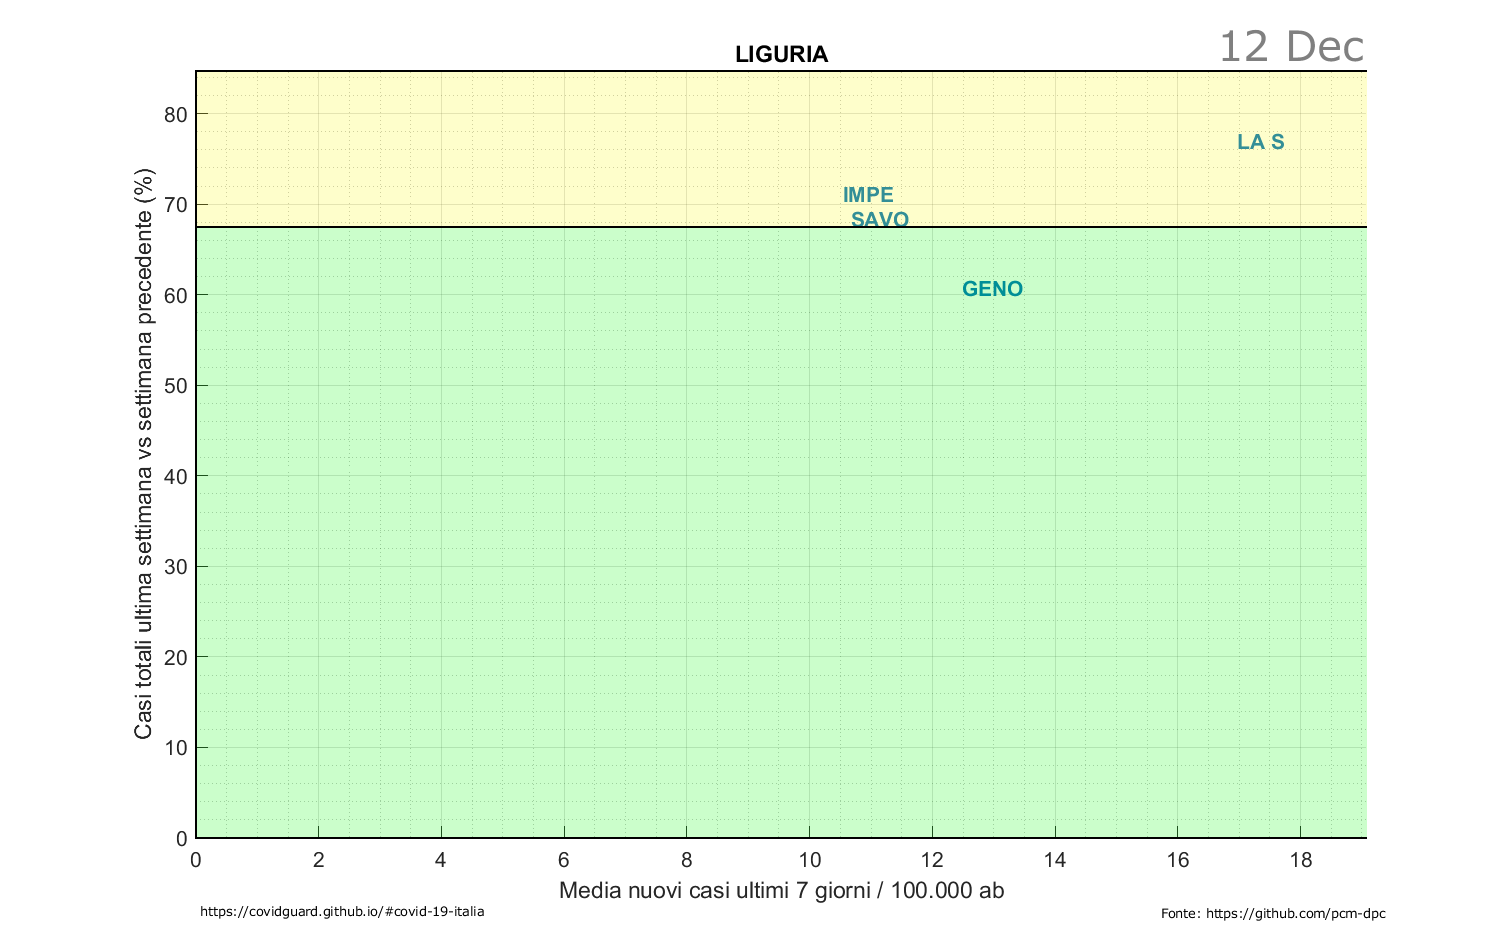 LIGURIA
12 Dec
80
70
60
50
40
30
20
10
0
LA S
IMPE
SAVO
GENO
Casi totali ultima settimana vs settimana precedente (%)
0 2 4 6 8 10 12 14 16 18
Media nuovi casi ultimi 7 giorni / 100.000 ab
https://covidguard.github.io/#covid-19-italia
Fonte: https://github.com/pcm-dpc